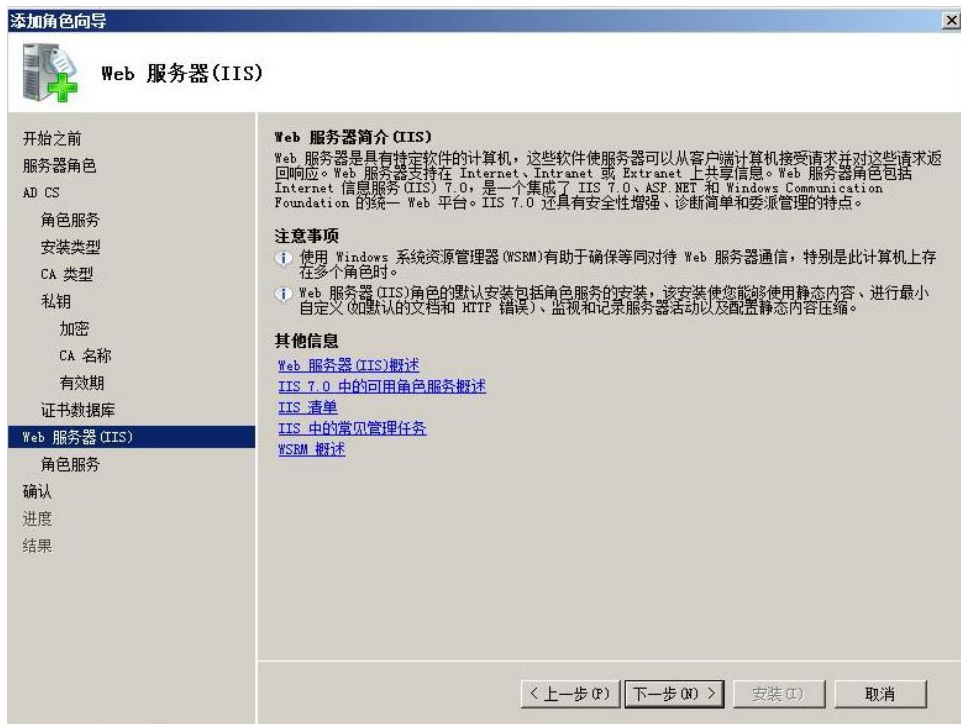 添加角色向导
Web 服务器(IIS)
开始之前
服务器角色
AD CS
角色服务
安装类型
CA 类型
私钥
加密
CA 名称
有效期
证书数据库
Web 服务器(IIS)
角色服务
确认
进度
结果
Web 服务器简介(IIS)
Web 服务器是具有特定软件的计算机，这些软件使服务器可以从客户端计算机接受请求并对这些请求返
回响应。Web 服务器支持在 Internet、Intranet 或 Extranet 上共享信息。Web 服务器角色包括
Internet 信息服务(IIS) 7.0，是一个集成了 IIS 7.0、ASP.NET 和 Windows Communication
Foundation 的统一 Web 平台。IIS 7.0 还具有安全性增强、诊断简单和委派管理的特点。
注意事项
使用 Windows 系统资源管理器(WSRM)有助于确保等同对待 Web 服务器通信，特别是此计算机上存
在多个角色时。
Web 服务器(IIS)角色的默认安装包括角色服务的安装，该安装使您能够使用静态内容、进行最小
自定义(如默认的文档和 HTTP 错误)、监视和记录服务器活动以及配置静态内容压缩。
其他信息
Web 服务器(IIS)概述
IIS 7.0 中的可用角色服务概述
IIS 清单
IIS 中的常见管理任务
WSRM 概述
< 上一步(P) 下一步(N) > 安装(I) 取消